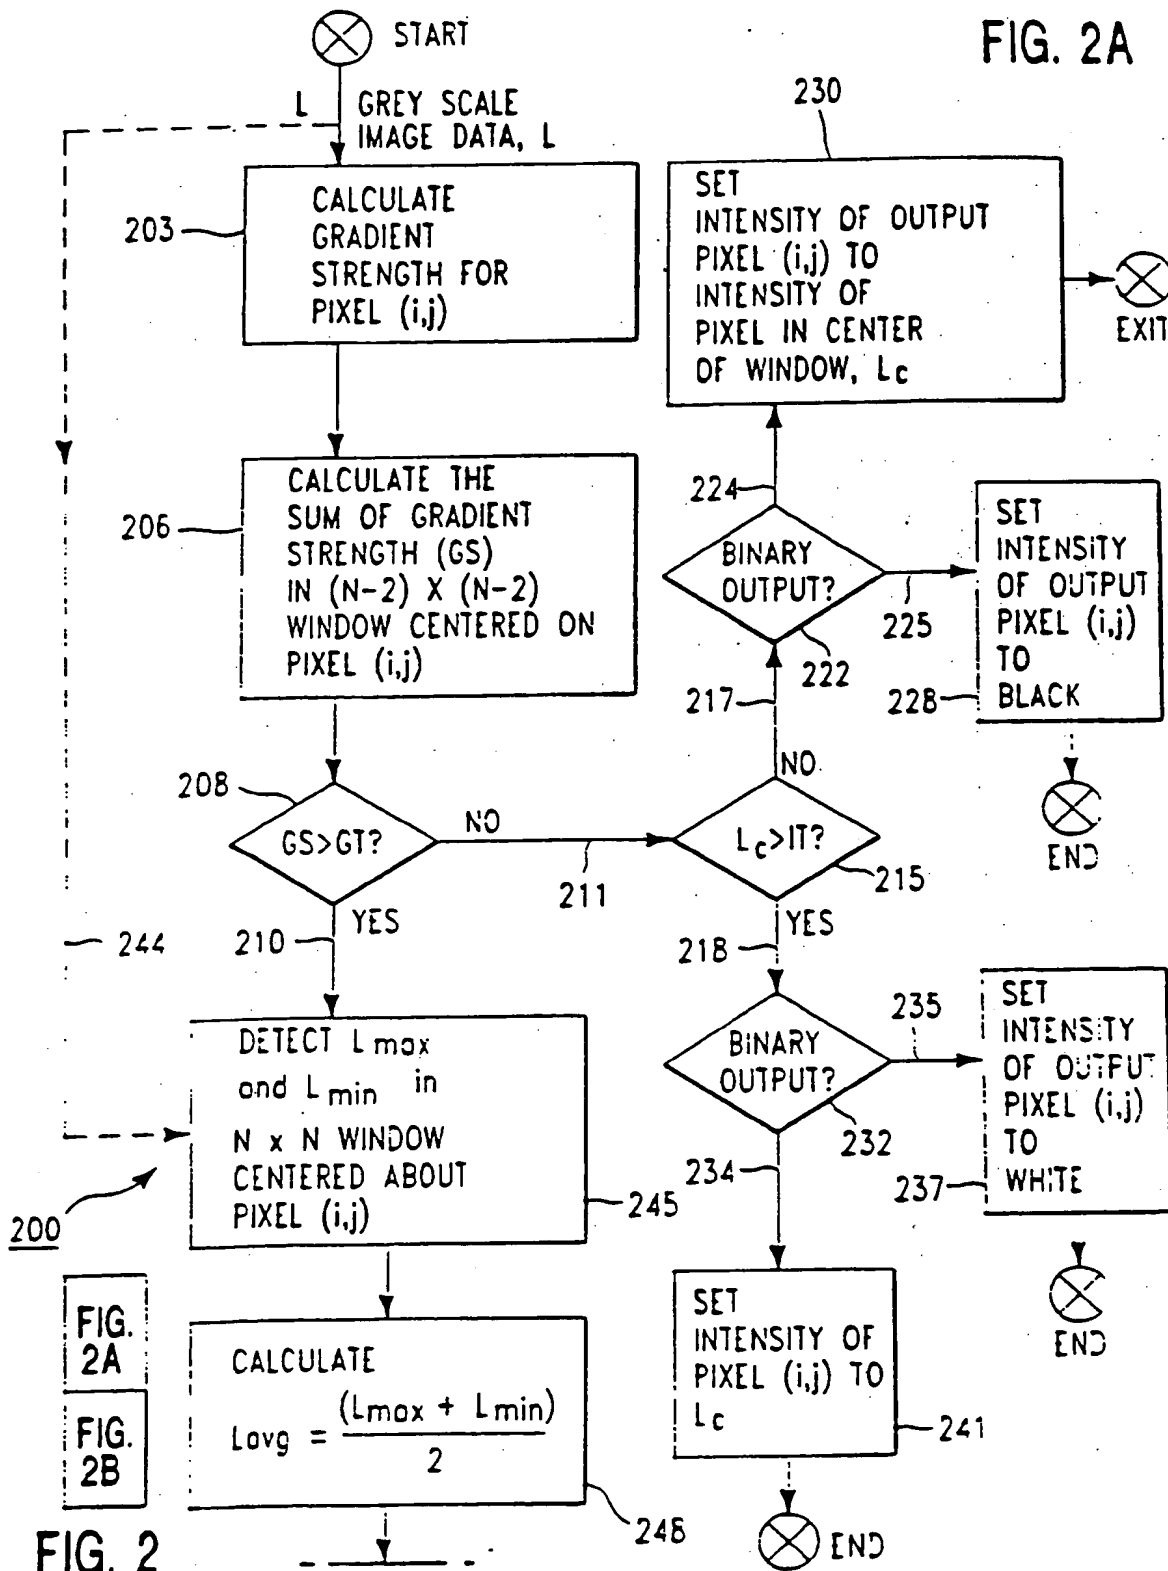 START
FIG. 2A
L
GREY SCALE
IMAGE DATA, L
203
CALCULATE
GRADIENT
STRENGTH FOR
PIXEL (i,j)
230
SET
INTENSITY OF OUTPUT
PIXEL (i,j) TO
INTENSITY OF
PIXEL IN CENTER
OF WINDOW, Lc
EXIT
206
CALCULATE THE
SUM OF GRADIENT
STRENGTH (GS)
IN (N-2) X (N-2)
WINDOW CENTERED ON
PIXEL (i,j)
224
BINARY
OUTPUT?
222
225
SET
INTENSITY
OF OUTPUT
PIXEL (i,j)
TO
BLACK
228
END
217
NO
208
GS>GT?
NO
211
Lc>IT?
215
YES
210
YES
218
244
DETECT Lmax
and Lmin in
N x N WINDOW
CENTERED ABOUT
PIXEL (i,j)
245
200
BINARY
OUTPUT?
232
235
SET
INTENSITY
OF OUTPUT
PIXEL (i,j)
TO
WHITE
237
END
234
SET
INTENSITY OF
PIXEL (i,j) TO
Lc
241
END
CALCULATE
Lavg = (Lmax + Lmin)
2
248
FIG.
2A
FIG.
2B
FIG. 2